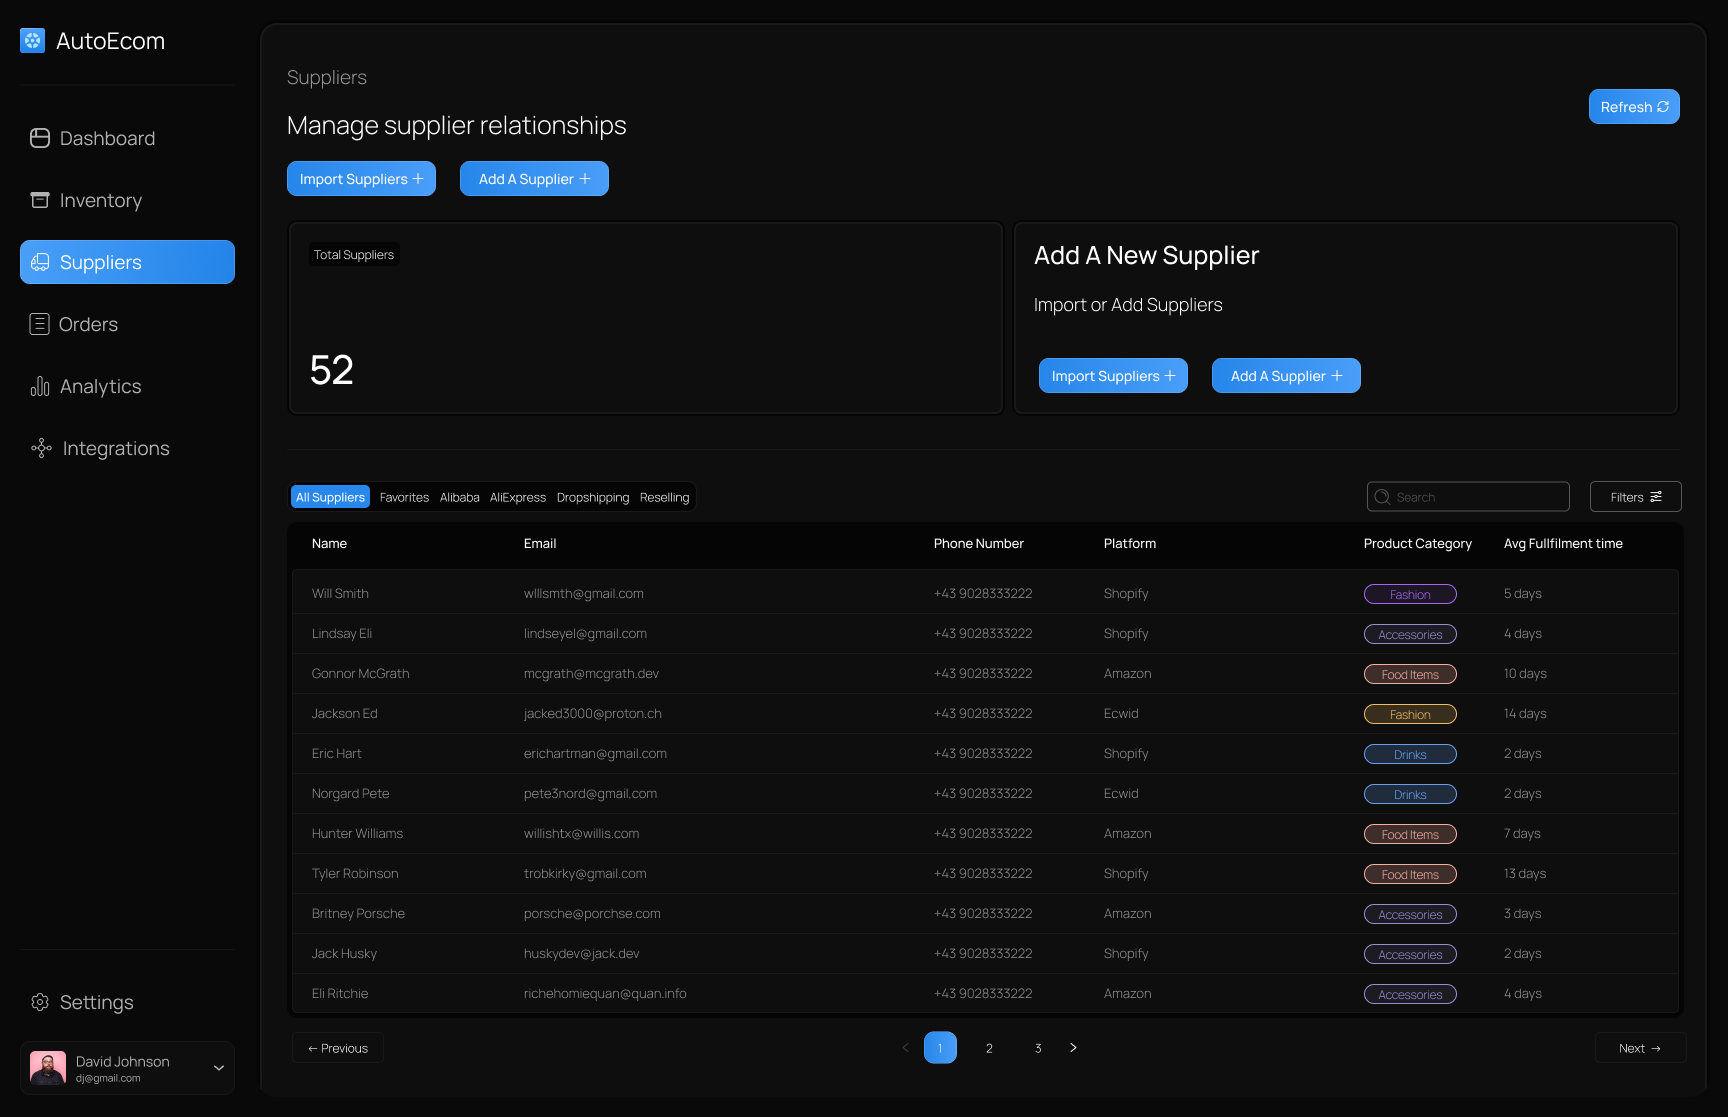 AutoEcom
Dashboard
Inventory
Suppliers
Orders
Analytics
Integrations
Settings
David Johnson
dj@gmail.com
Suppliers
Manage supplier relationships
Refresh
Import Suppliers +
Add A Supplier +
Total Suppliers
52
Add A New Supplier
Import or Add Suppliers
Import Suppliers +
Add A Supplier +
All Suppliers Favorites Alibaba AliExpress Dropshipping Reselling
Search
Filters
Name Email Phone Number Platform Product Category Avg Fullfilment time
Will Smith wlllsmth@gmail.com +43 9028333222 Shopify Fashion 5 days
Lindsay Eli lindseyel@gmail.com +43 9028333222 Shopify Accessories 4 days
Gonnor McGrath mcgrath@mcgrath.dev +43 9028333222 Amazon Food Items 10 days
Jackson Ed jacked3000@proton.ch +43 9028333222 Ecwid Fashion 14 days
Eric Hart erichartman@gmail.com +43 9028333222 Shopify Drinks 2 days
Norgard Pete pete3nord@gmail,com +43 9028333222 Ecwid Drinks 2 days
Hunter Williams willishtx@willis.com +43 9028333222 Amazon Food Items 7 days
Tyler Robinson trobkirky@gmail.com +43 9028333222 Shopify Food Items 13 days
Britney Porsche porsche@porchse.com +43 9028333222 Amazon Accessories 3 days
Jack Husky huskydev@jack.dev +43 9028333222 Shopify Accessories 2 days
Eli Ritchie richehomiequan@quan.info +43 9028333222 Amazon Accessories 4 days
← Previous < 1 2 3 > Next →